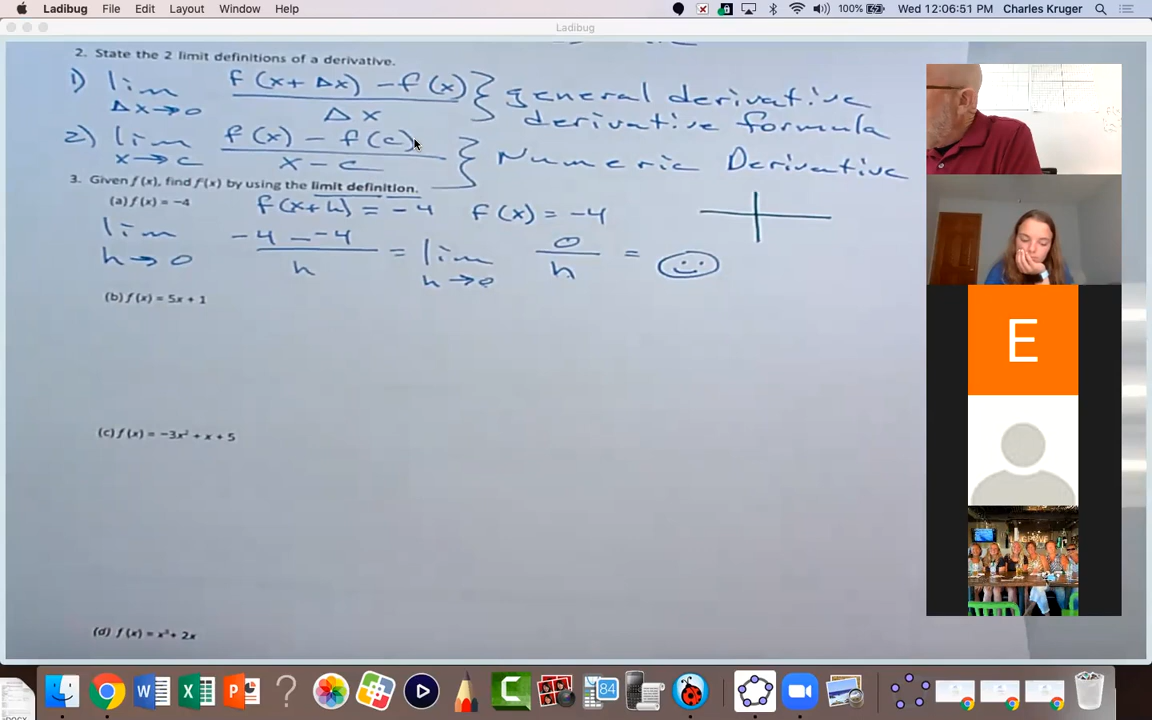 Ladibug File Edit Layout Window Help 100% Wed 12:06:51 PM Charles Kruger
Ladibug
2. State the 2 limit definitions of a derivative.
1) lim Δx→0 f(x+Δx) - f(x) / Δx } general derivative
derivative formula
2) lim x→c f(x) - f(c) / x - c } Numeric Derivative
3. Given f(x), find f'(x) by using the limit definition.
(a) f(x) = -4 f(x+h) = -4 f(x) = -4
lim h→0 -4 - -4 / h = lim h→0 0 / h =
(b) f(x) = 5x + 1
(c) f(x) = -3x² + x + 5
(d) f(x) = x³ + 2x
E
84